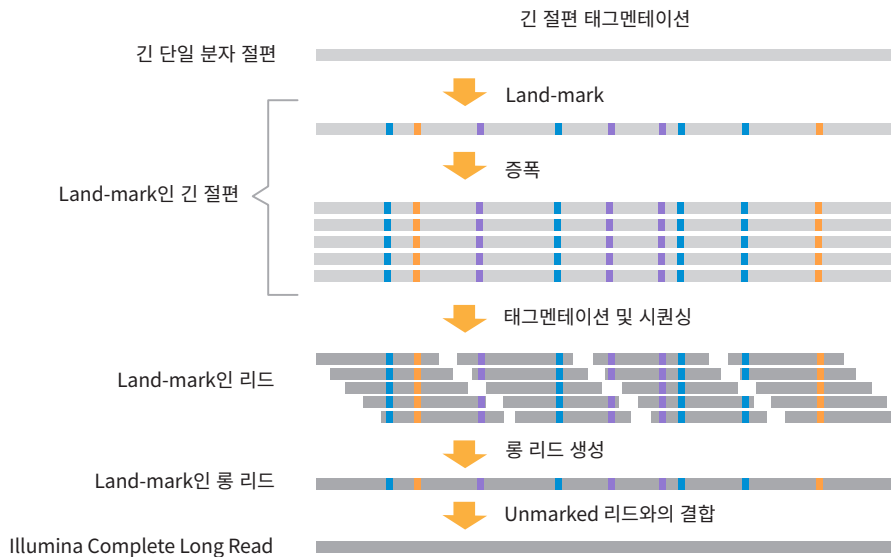 긴 절편 태그멘테이션
긴 단일 분자 절편
Land-mark
증폭
Land-mark인 긴 절편
태그멘테이션 및 시퀀싱
Land-mark인 리드
롱 리드 생성
Land-mark인 롱 리드
Unmarked 리드와의 결합
Illumina Complete Long Read